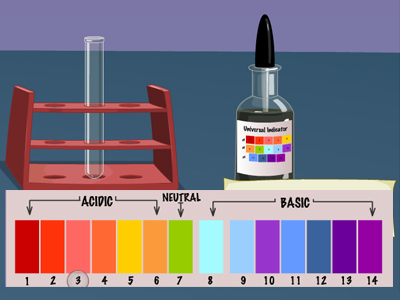 Universal Indicator
ACIDIC NEUTRAL BASIC
1 2 3 4 5 6 7 8 9 10 11 12 13 14